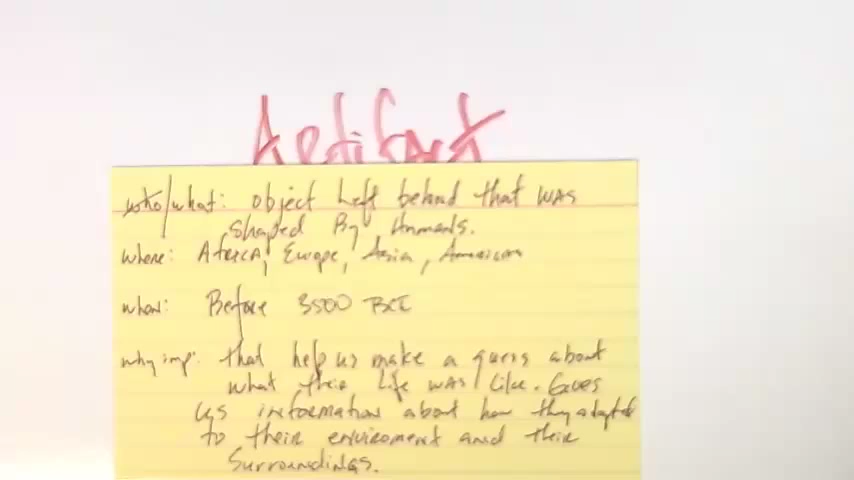 Artifact
who/what: object left behind that was
shaped By Humans.
where: Africa, Europe, Asia, Americas
when: Before 3500 BCE
why imp: that help us make a guess about
what their life was like. Gives
us information about how they adapted
to their enviroment and their
surroundings.